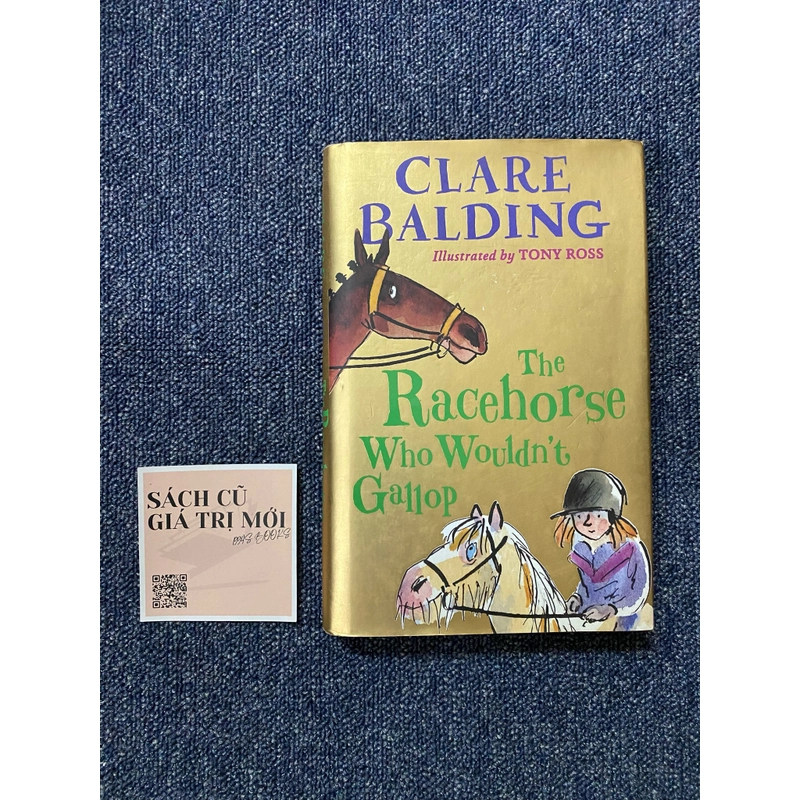 CLARE
BALDING
Illustrated by TONY ROSS
The
Racehorse
Who Wouldn't
Gallop
SÁCH CŨ
GIÁ TRỊ MỚI